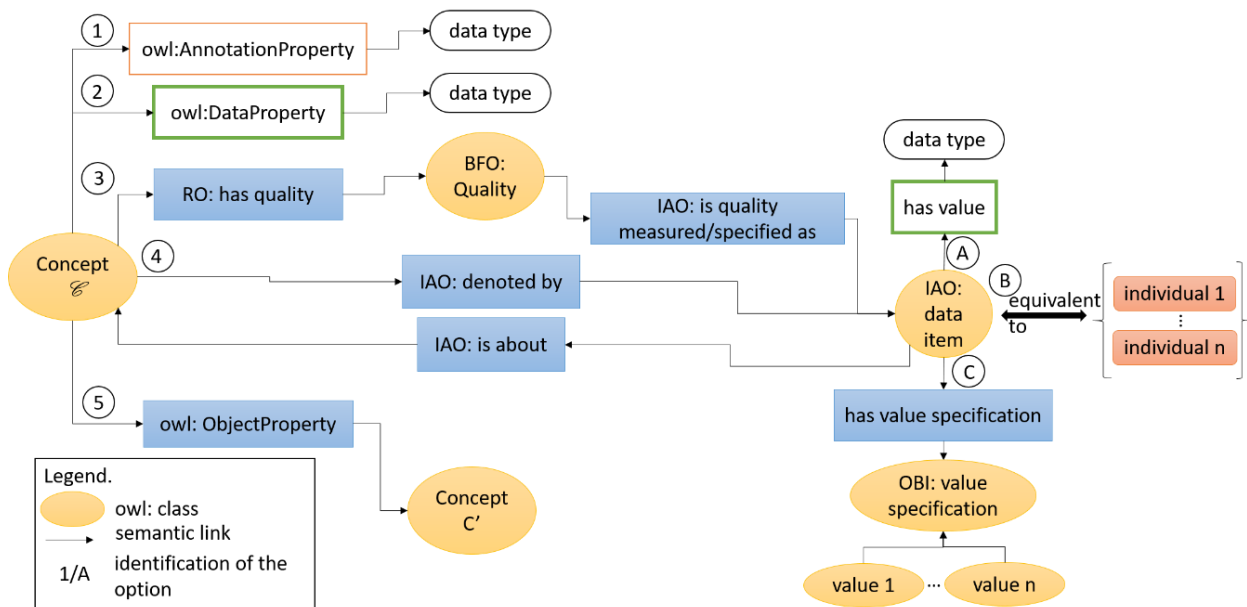 1
owl:AnnotationProperty
data type
2
owl:DataProperty
data type
3
RO: has quality
BFO:
Quality
IAO: is quality
measured/specified as
data type
has value
A
Concept
𝒞
4
IAO: denoted by
IAO: is about
IAO:
data
item
B
equivalent
to
individual 1
⋮
individual n
C
has value specification
5
owl: ObjectProperty
Concept
C’
OBI: value
specification
value 1
...
value n
Legend.
owl: class
semantic link
1/A
identification of the
option